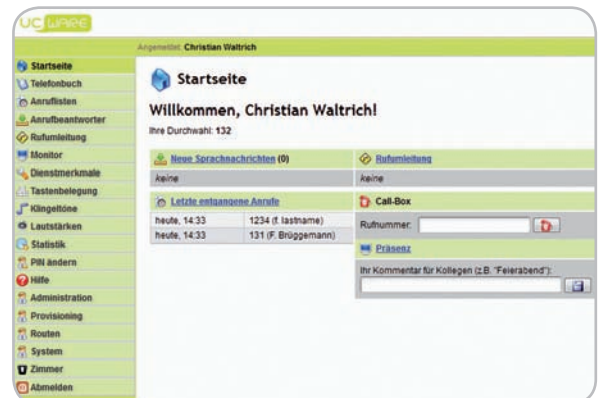 UCWARE
Angemeldet: Christian Waltrich
Startseite
Telefonbuch
Anruflisten
Anrufbeantworter
Rufumleitung
Monitor
Dienstmerkmale
Tastenbelegung
Klingeltöne
Lautstärken
Statistik
PIN ändern
Hilfe
Administration
Provisioning
Routen
System
Zimmer
Abmelden
Startseite
Willkommen, Christian Waltrich!
Ihre Durchwahl: 132
Neue Sprachnachrichten (0)
keine
Rufumleitung
keine
Letzte entgangene Anrufe
heute, 14:33 1234 (f. lastname)
heute, 14:33 131 (F. Brüggemann)
Call-Box
Rufnummer:
Präsenz
Ihr Kommentar für Kollegen (z.B. "Feierabend"):